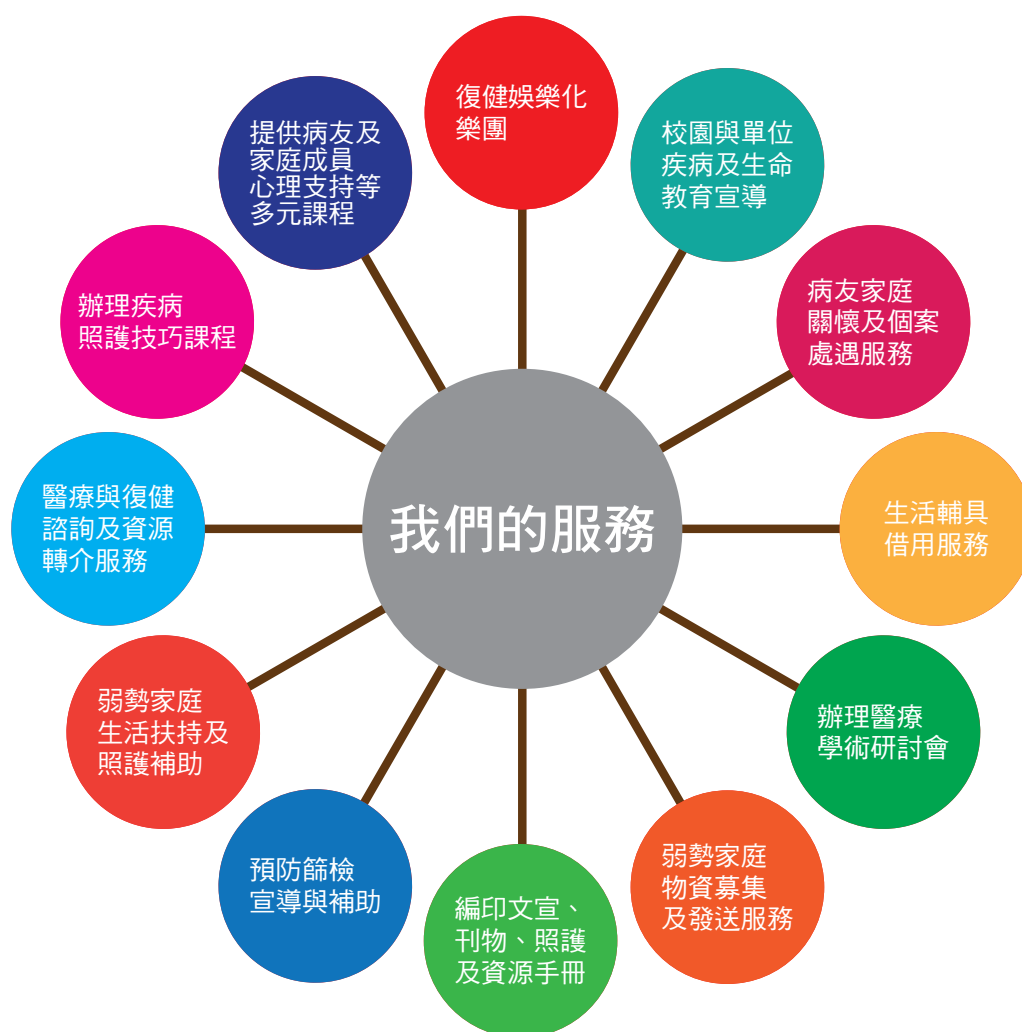 我們的服務
復健娛樂化
樂團
校園與單位
疾病及生命
教育宣導
病友家庭
關懷及個案
處遇服務
生活輔具
借用服務
辦理醫療
學術研討會
弱勢家庭
物資募集
及發送服務
編印文宣、
刊物、照護
及資源手冊
預防篩檢
宣導與補助
弱勢家庭
生活扶持及
照護補助
醫療與復健
諮詢及資源
轉介服務
辦理疾病
照護技巧課程
提供病友及
家庭成員
心理支持等
多元課程